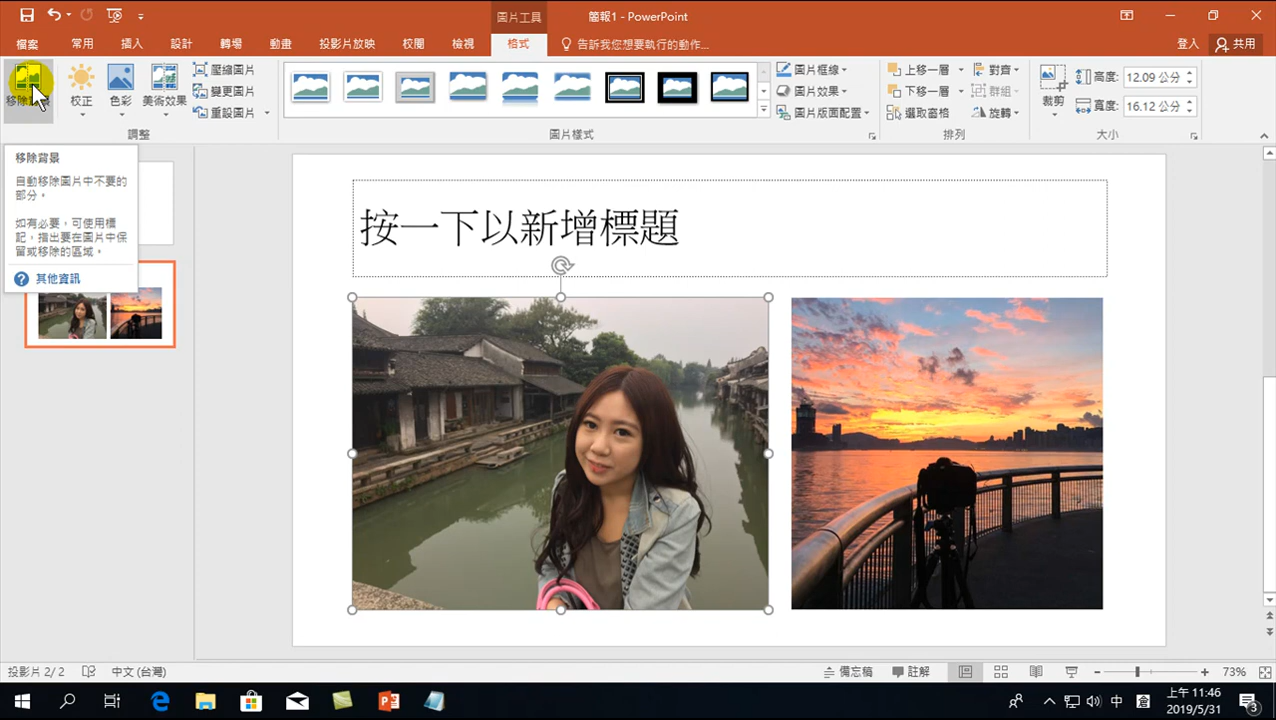 圖片工具
簡報1 - PowerPoint
檔案 常用 插入 設計 轉場 動畫 投影片放映 校閱 檢視 格式 告訴我您想要執行的動作... 登入 共用
壓縮圖片
變更圖片
重設圖片
校正 色彩 美術效果
圖片框線
圖片效果
圖片版面配置
上移一層
下移一層
選取窗格
對齊
群組
旋轉
裁剪
高度: 12.09 公分
寬度: 16.12 公分
調整 圖片樣式 排列 大小
移除背景
自動移除圖片中不要的
部分。
如有必要，可使用標
記，指出要在圖片中保
留或移除的區域。
其他資訊
按一下以新增標題
投影片 2/2 中文 (台灣) 備忘稿 註解 73%
中
上午 11:46
2019/5/31
3